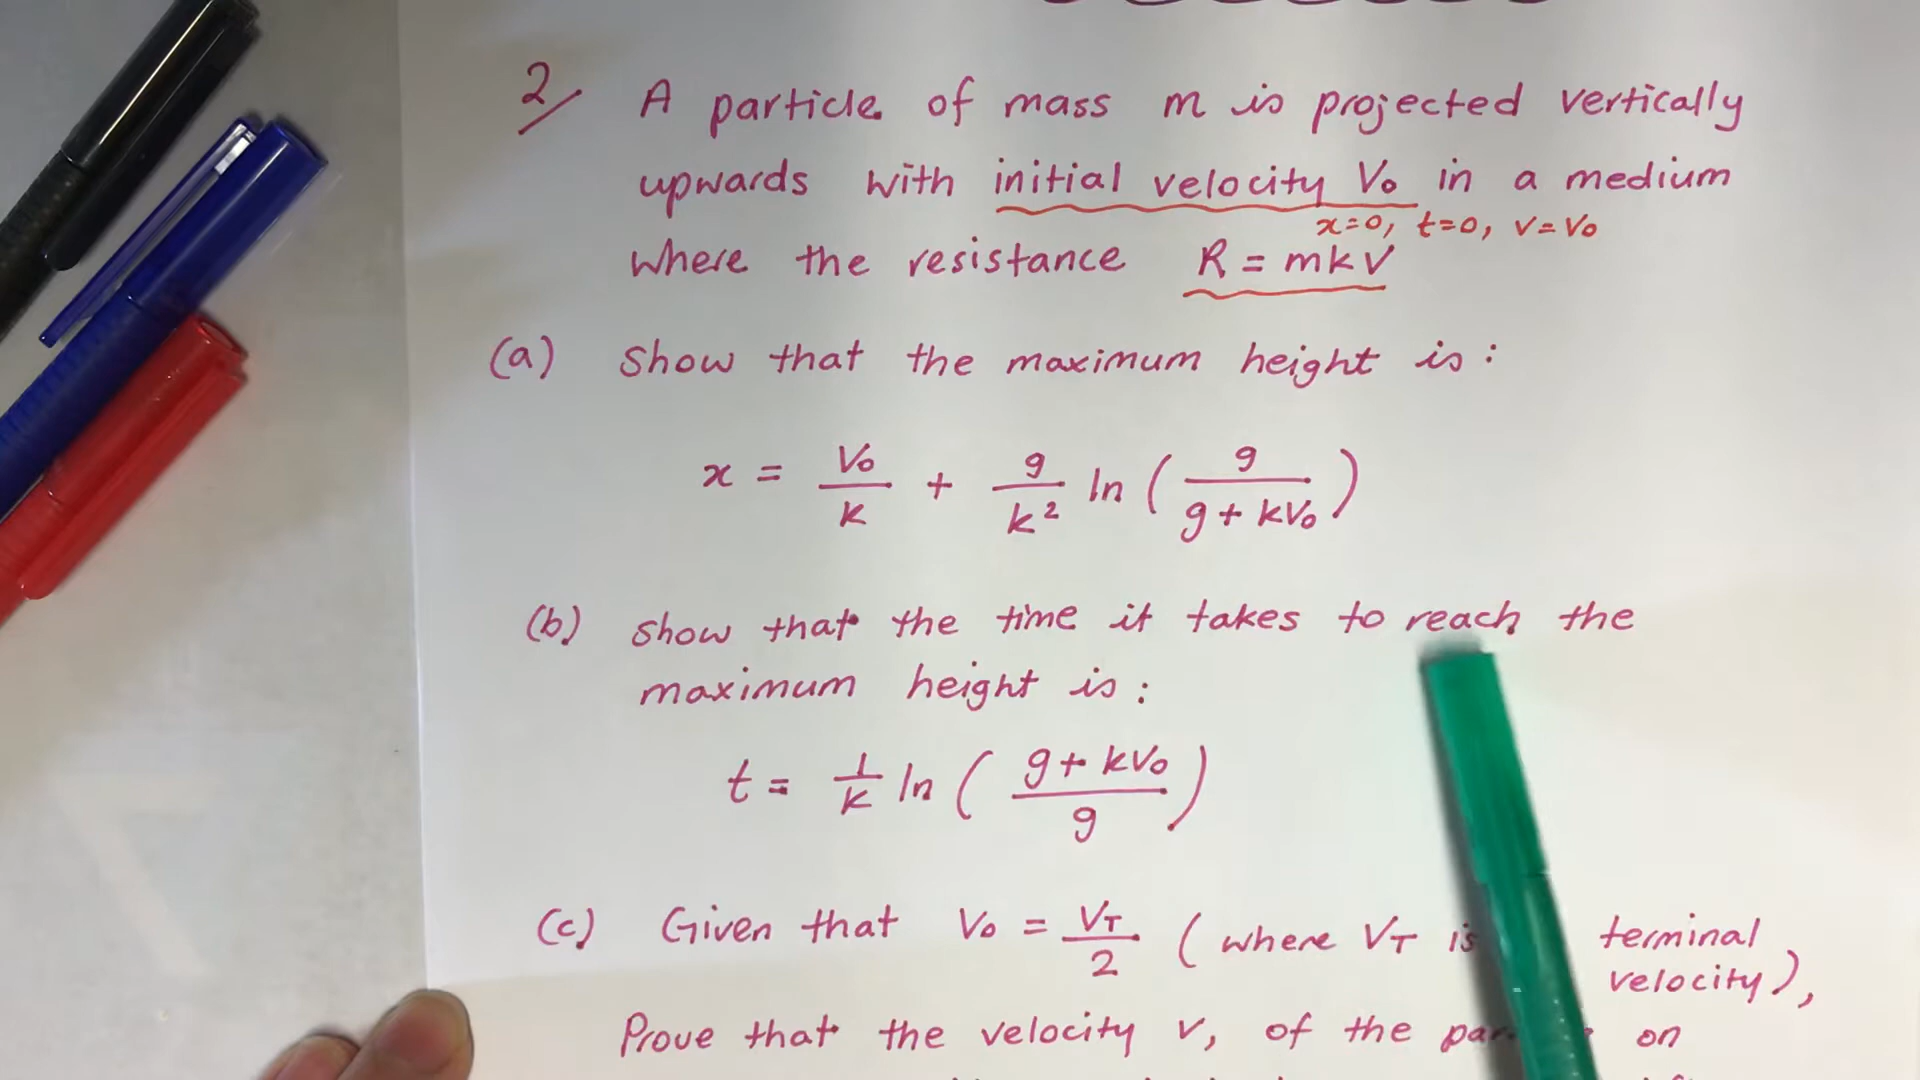 2/ A particle of mass m is projected vertically
upwards with initial velocity V₀ in a medium
x=0, t=0, v=V₀
where the resistance R = mkV
(a) Show that the maximum height is :
x = V₀/k + g/k² ln ( g/(g + kV₀) )
(b) Show that the time it takes to reach the
maximum height is :
t = 1/k ln ( (g + kV₀)/g )
(c) Given that V₀ = V_T/2 ( where V_T is terminal
velocity ),
Prove that the velocity v, of the on